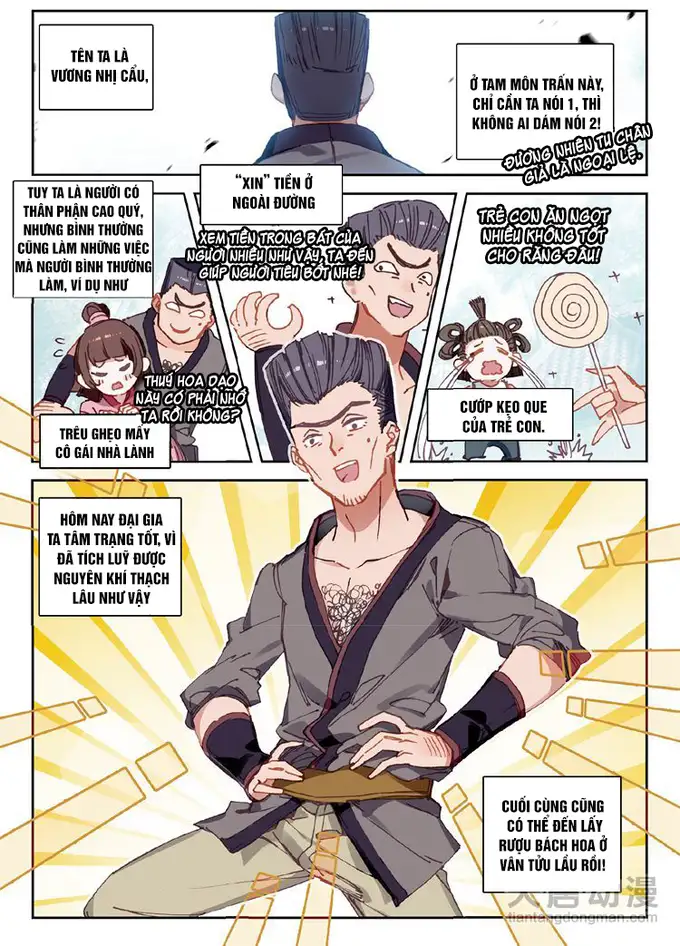 TÊN TA LÀ
VƯƠNG NHỊ CẨU,
Ở TAM MÔN TRẤN NÀY,
CHỈ CẦN TA NÓI 1, THÌ
KHÔNG AI DÁM NÓI 2!
ĐƯƠNG NHIÊN TU CHÂN
GIẢ LÀ NGOẠI LỆ.
TUY TA LÀ NGƯỜI CÓ
THÂN PHẬN CAO QUÝ,
NHƯNG BÌNH THƯỜNG
CŨNG LÀM NHỮNG VIỆC
MÀ NGƯỜI BÌNH THƯỜNG
LÀM, VÍ DỤ NHƯ
THUÝ HOA DẠO
NÀY CÓ PHẢI NHỚ
TA RỒI KHÔNG?
TRÊU GHẸO MẤY
CÔ GÁI NHÀ LÀNH
"XIN" TIỀN Ở
NGOÀI ĐƯỜNG
XEM TIỀN TRONG BÁT CỦA
NGƯƠI NHIỀU NHƯ VẬY, TA ĐẾN
GIÚP NGƯƠI TIÊU BỚT NHÉ!
TRẺ CON ĂN NGỌT
NHIỀU KHÔNG TỐT
CHO RĂNG ĐÂU!
CƯỚP KẸO QUE
CỦA TRẺ CON.
HÔM NAY ĐẠI GIA
TA TÂM TRẠNG TỐT, VÌ
ĐÃ TÍCH LUỸ ĐƯỢC
NGUYÊN KHÍ THẠCH
LÂU NHƯ VẬY
CUỐI CÙNG CŨNG
CÓ THỂ ĐẾN LẤY
RƯỢU BÁCH HOA Ở
VÂN TỬU LẦU RỒI!
tiantangdongman.com